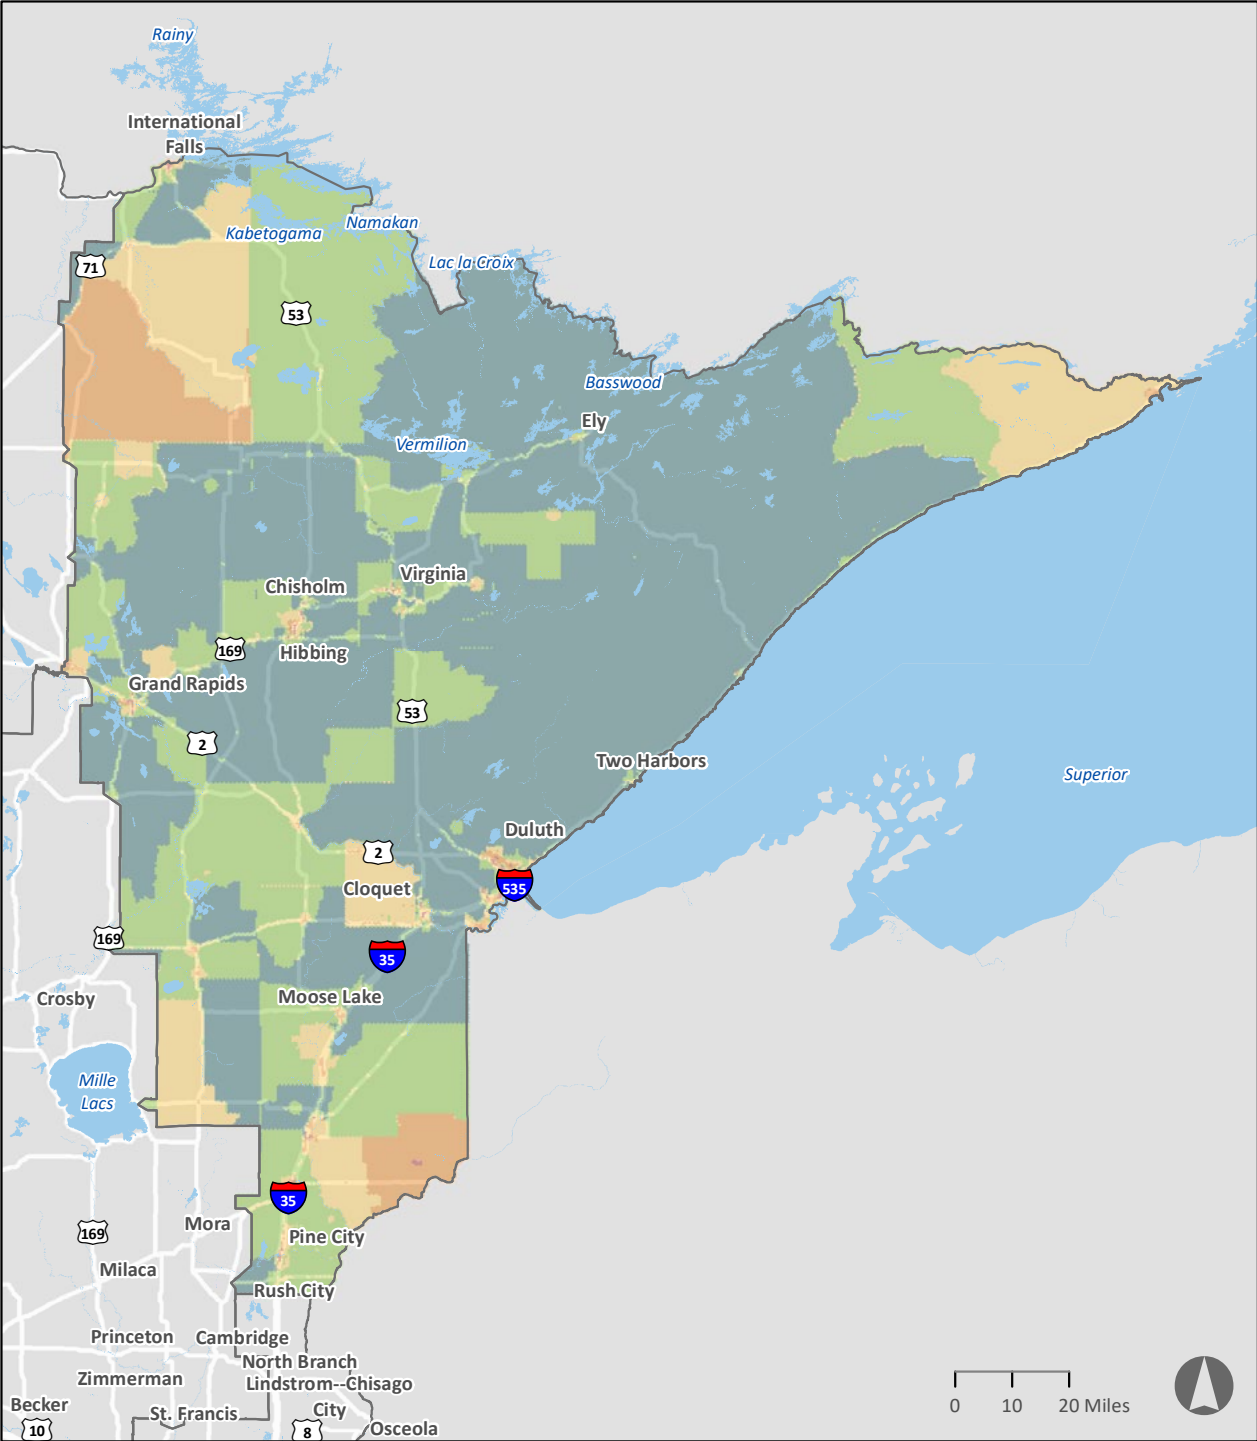 Rainy
International
Falls
Namakan
Kabetogama
Lac la Croix
71
53
Basswood
Ely
Vermilion
Virginia
Chisholm
169
Hibbing
Grand Rapids
53
2
Two Harbors
Superior
Duluth
2
Cloquet
535
169
35
Crosby
Moose Lake
Mille
Lacs
35
Mora
169
Pine City
Milaca
Rush City
Princeton
Cambridge
North Branch
Zimmerman
Lindstrom--Chisago
City
Becker
St. Francis
10
8
Osceola
0 10 20 Miles